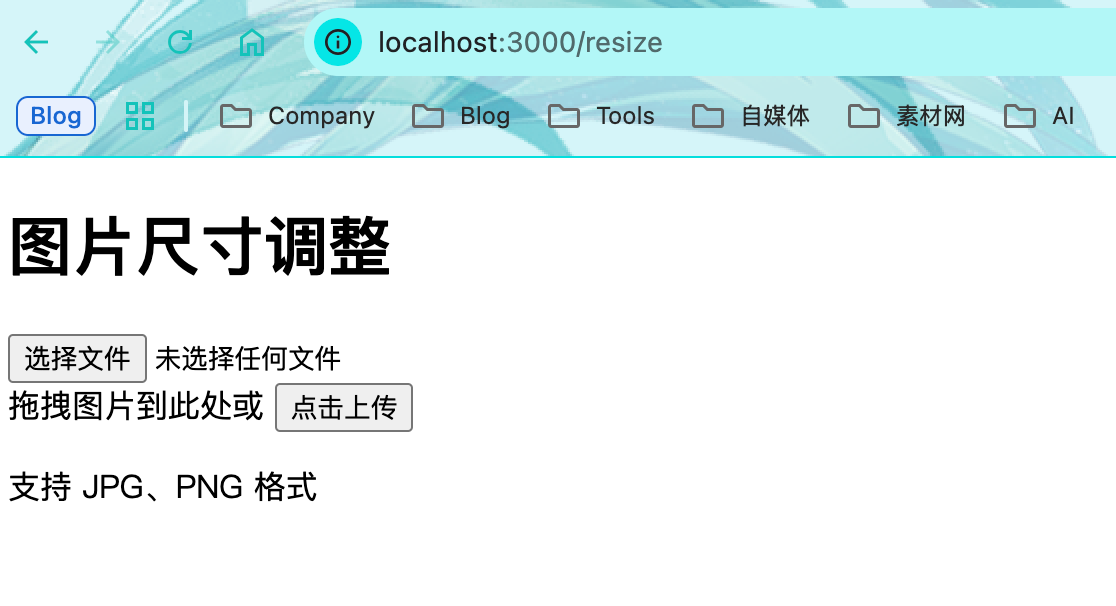 localhost:3000/resize
Blog Company Blog Tools 自媒体 素材网 AI
图片尺寸调整
选择文件 未选择任何文件
拖拽图片到此处或 点击上传
支持 JPG、PNG 格式